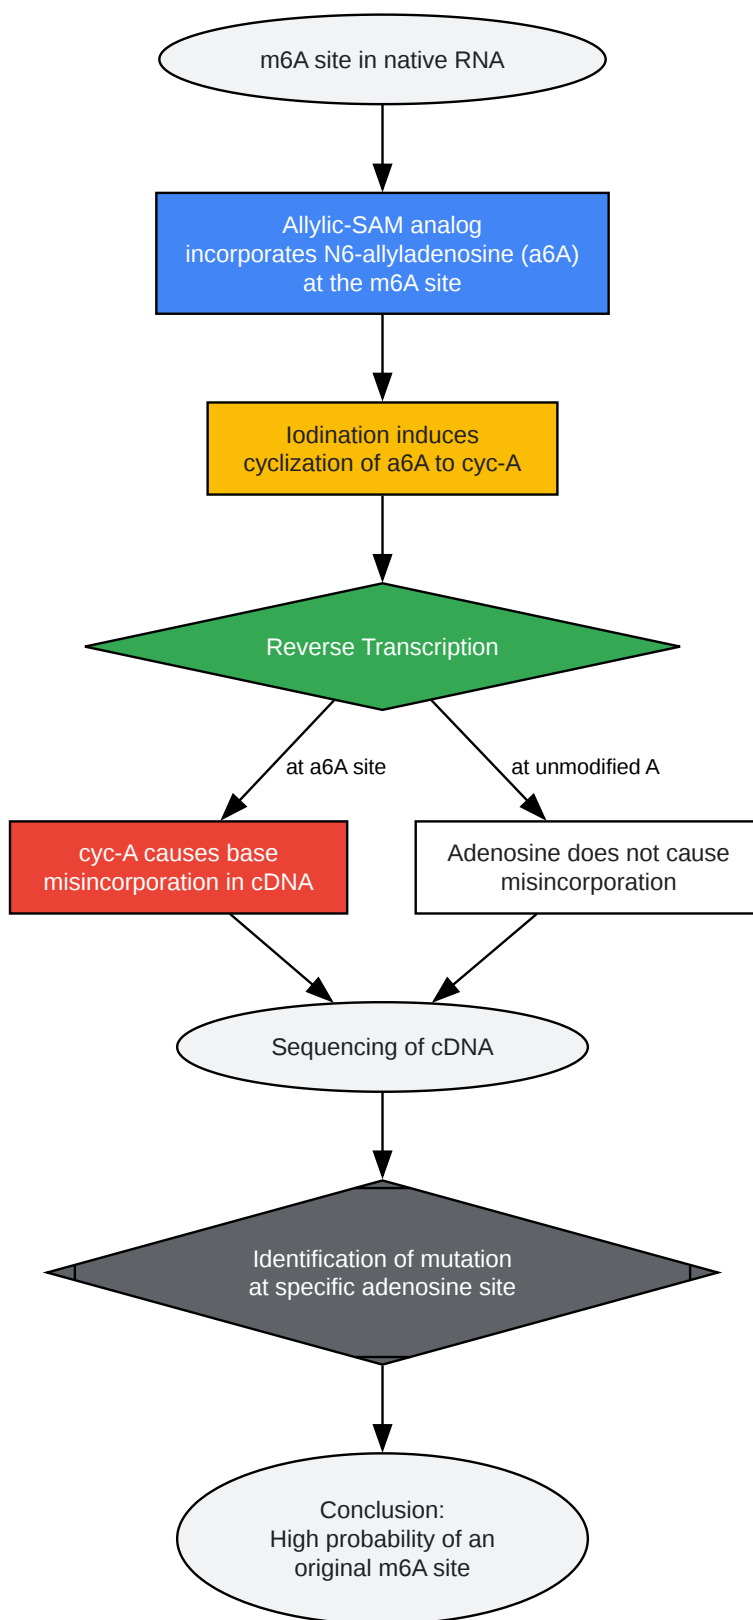 m6A site in native RNA
Allylic-SAM analog
incorporates N6-allyladenosine (a6A)
at the m6A site
Iodination induces
cyclization of a6A to cyc-A
Reverse Transcription
at a6A site
at unmodified A
cyc-A causes base
misincorporation in cDNA
Adenosine does not cause
misincorporation
Sequencing of cDNA
Identification of mutation
at specific adenosine site
Conclusion:
High probability of an
original m6A site